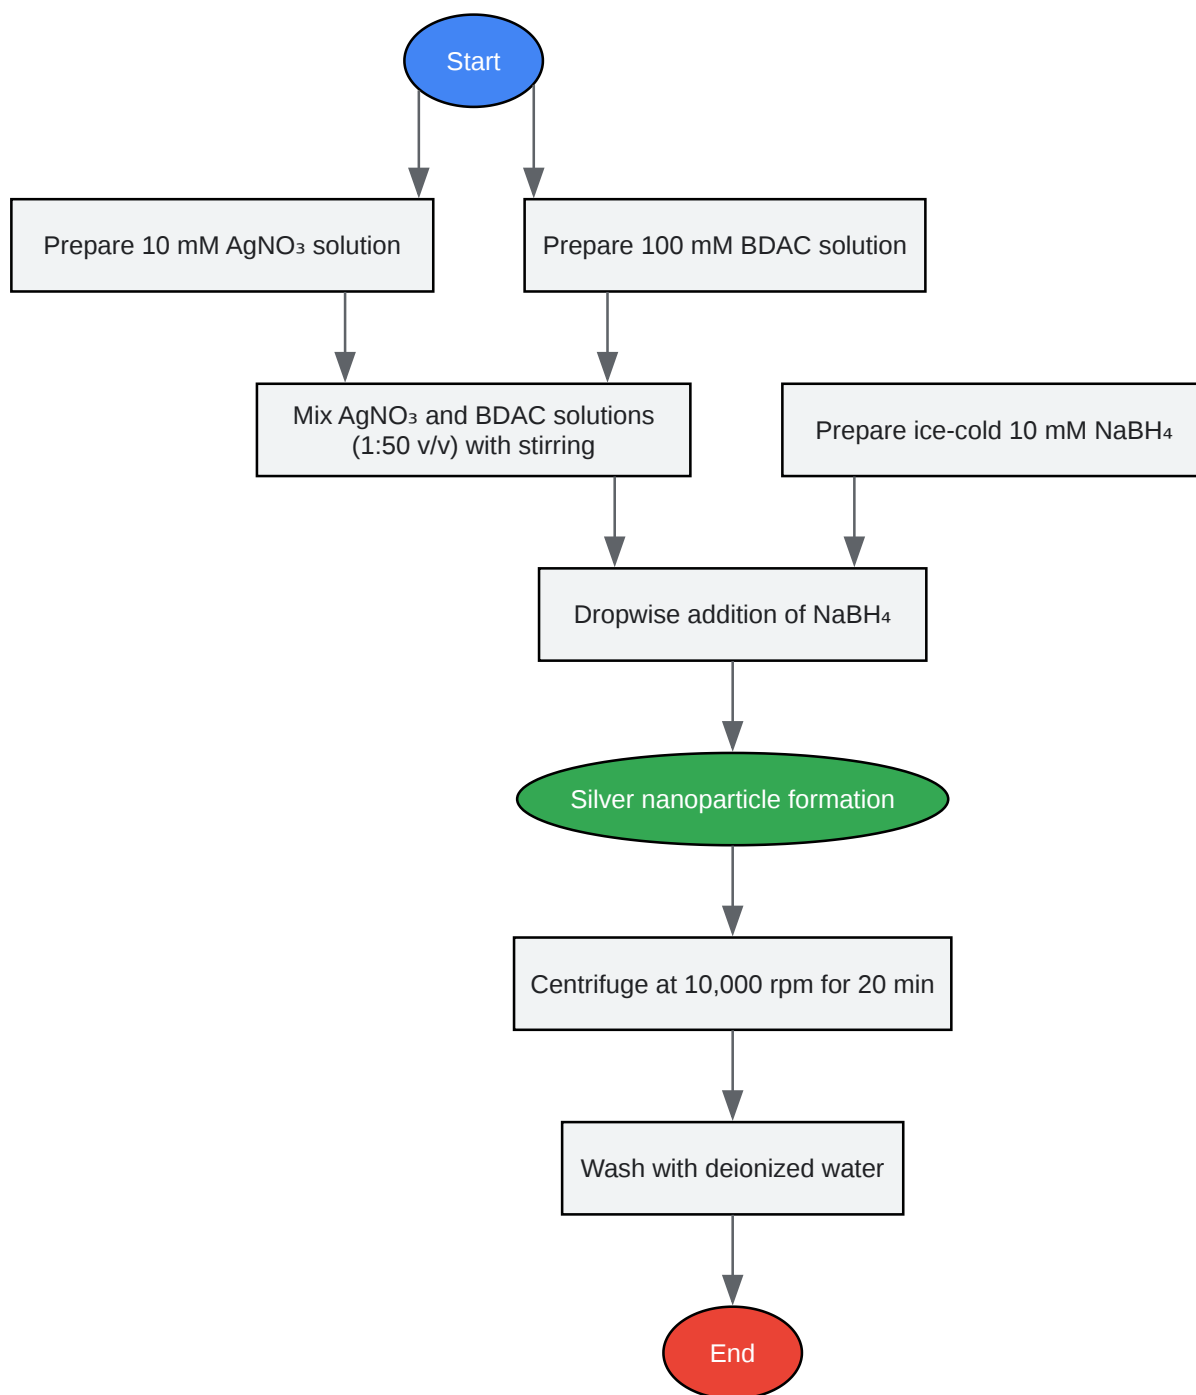 Start
Prepare 10 mM AgNO₃ solution
Prepare 100 mM BDAC solution
Mix AgNO₃ and BDAC solutions
(1:50 v/v) with stirring
Prepare ice-cold 10 mM NaBH₄
Dropwise addition of NaBH₄
Silver nanoparticle formation
Centrifuge at 10,000 rpm for 20 min
Wash with deionized water
End